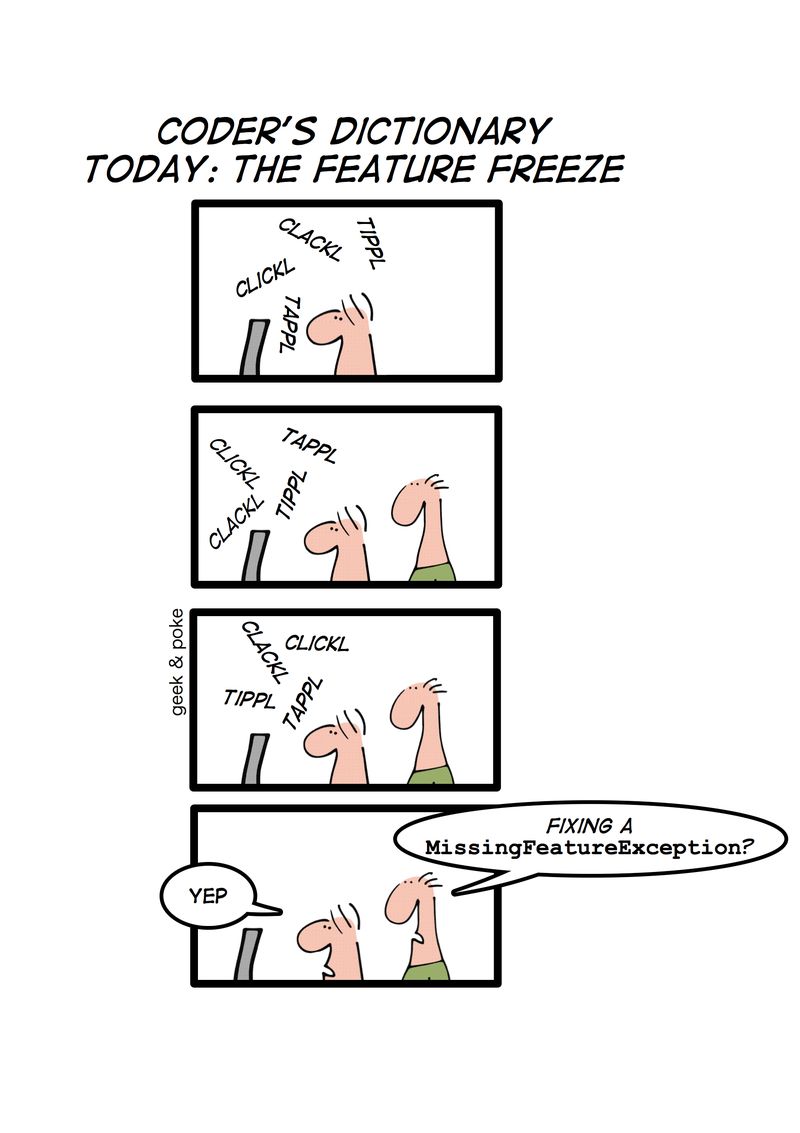 CODER'S DICTIONARY
TODAY: THE FEATURE FREEZE
CLACKL
TIPPL
CLICKL
TAPPL
CLICKL
TAPPL
TIPPL
CLACKL
geek & poke
CLACKL
CLICKL
TIPPL
TAPPL
FIXING A
MissingFeatureException?
YEP